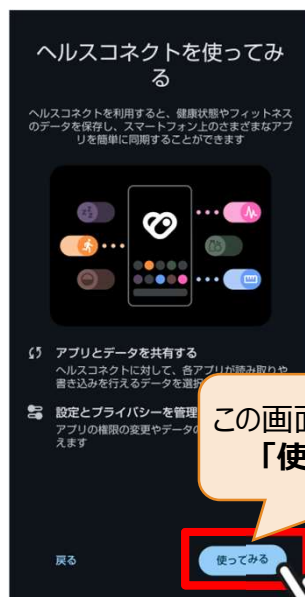 ヘルスコネクトを使ってみ
る
ヘルスコネクトを利用すると、健康状態やフィットネス
のデータを保存し、スマートフォン上のさまざまなアプ
リを簡単に同期することができます
アプリとデータを共有する
ヘルスコネクトに対して、各アプリが読み取りや
書き込みを行えるデータを選択
設定とプライバシーを管理
アプリの権限の変更やデータの
えます
この画面
「使
戻る
使ってみる